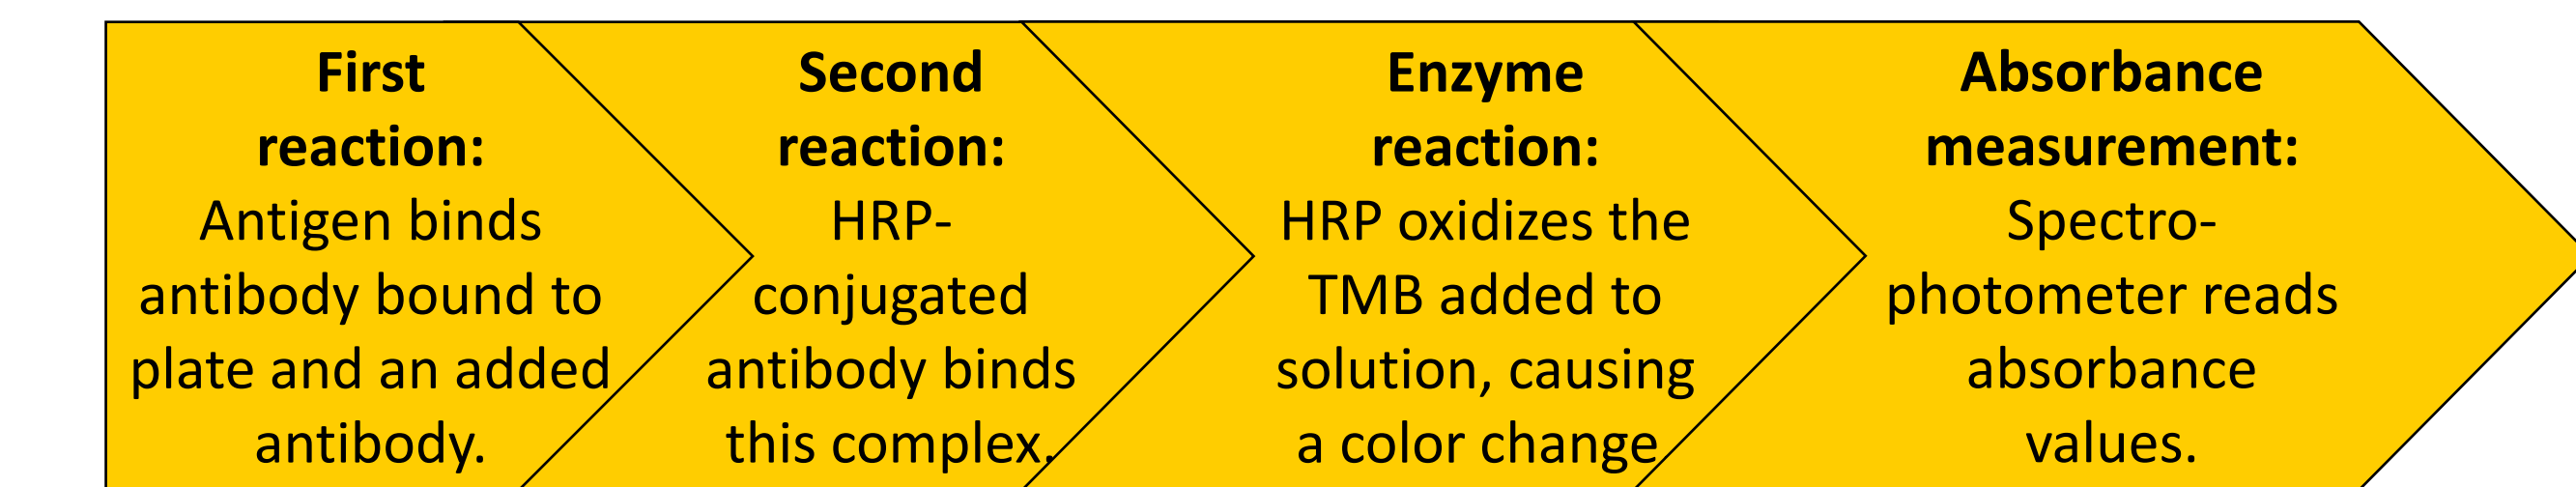 First
reaction:
Antigen binds
antibody bound to
plate and an added
antibody.
Second
reaction:
HRP-
conjugated
antibody binds
this complex.
Enzyme
reaction:
HRP oxidizes the
TMB added to
solution, causing
a color change
Absorbance
measurement:
Spectro-
photometer reads
absorbance
values.